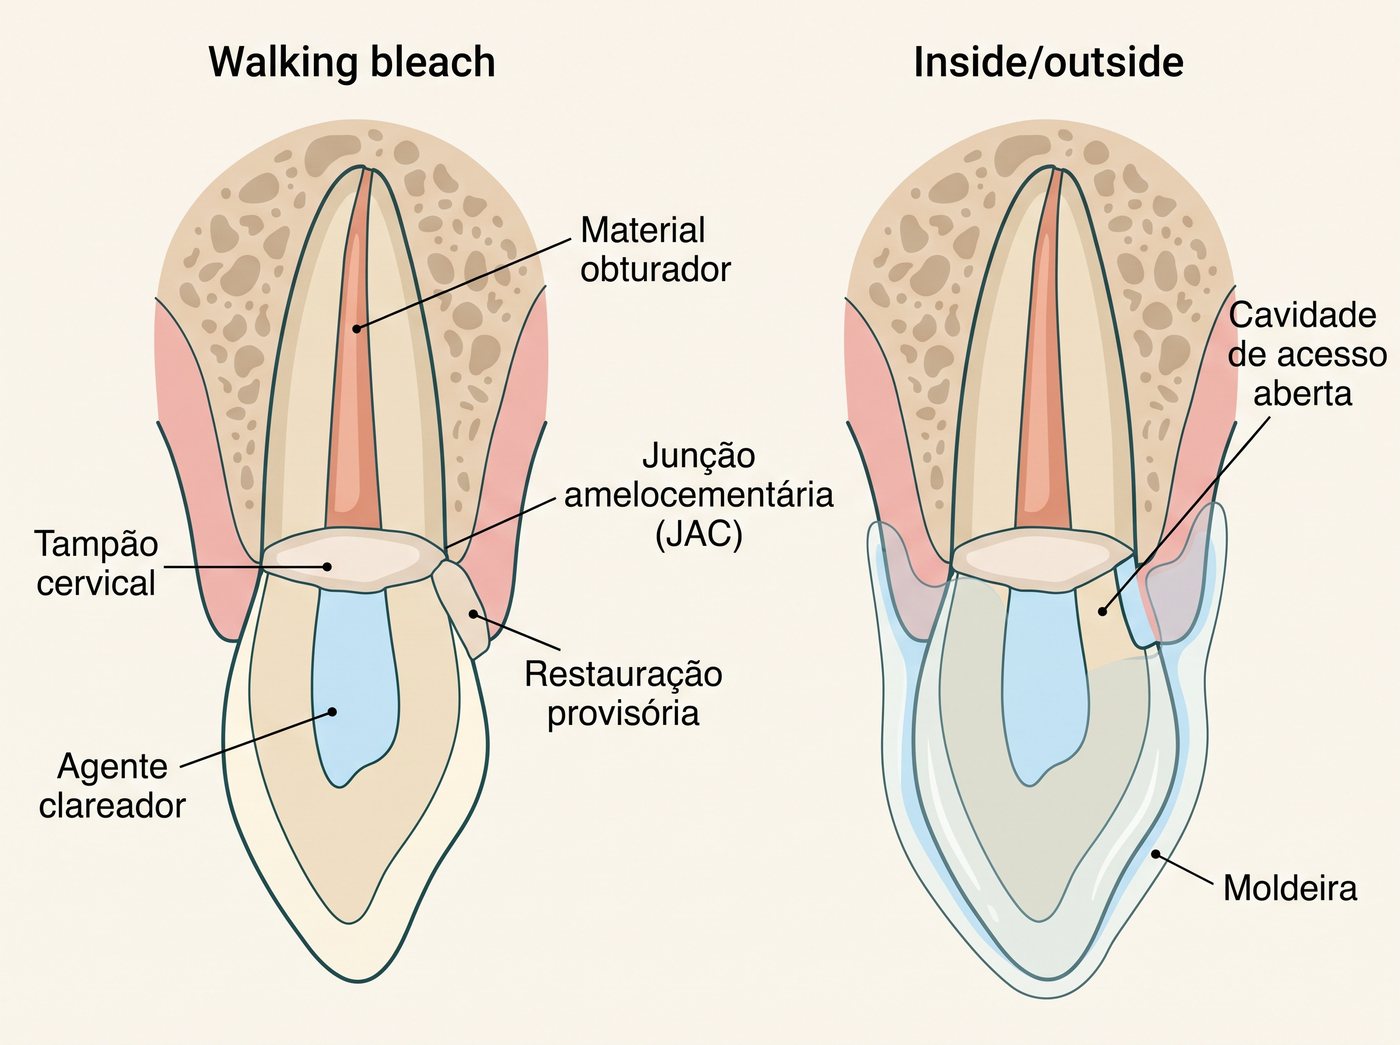 Walking bleach
Material
obturador
Junção
amelocementária
(JAC)
Tampão
cervical
Restauração
provisória
Agente
clareador
Inside/outside
Cavidade
de acesso
aberta
Moldeira